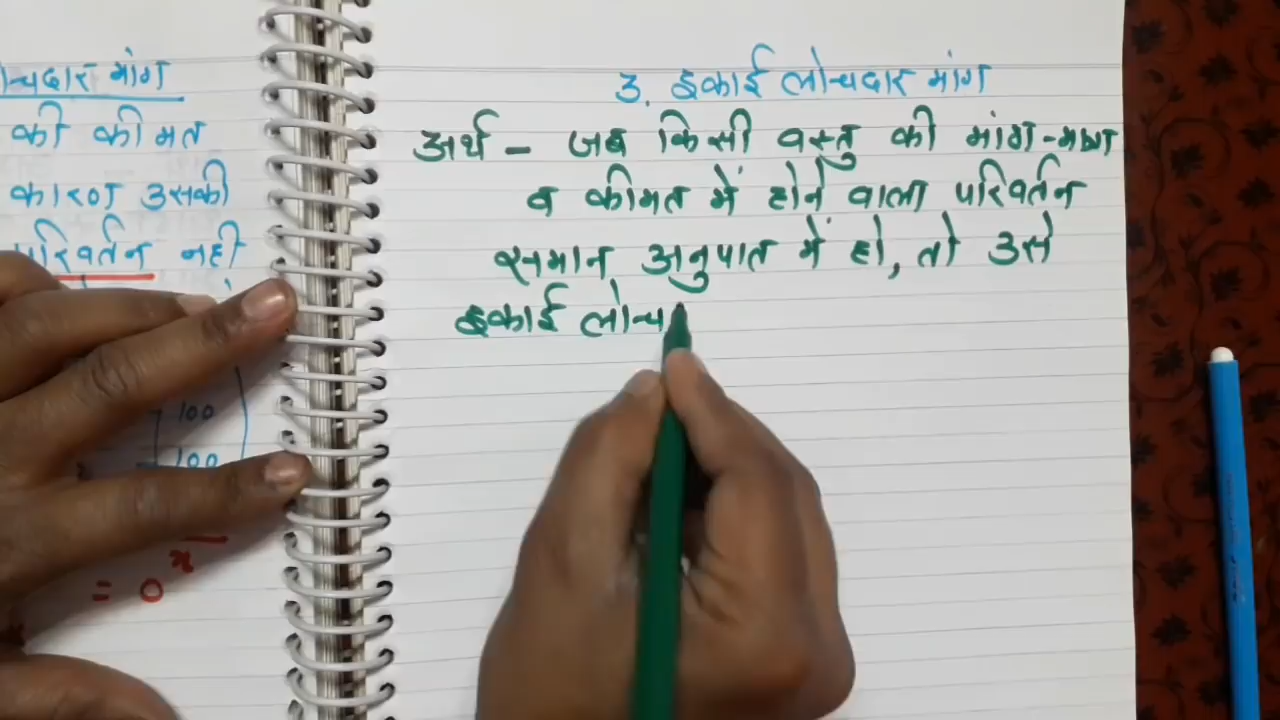 लोचदार मांग
की कीमत
कारण उसकी
परिवर्तन नही
100
100
= 0
3. इकाई लोचदार मांग
अर्थ - जब किसी वस्तु की मांग-मात्रा
व कीमत में होने वाला परिवर्तन
समान अनुपात में हो, तो उसे
इकाई लोच